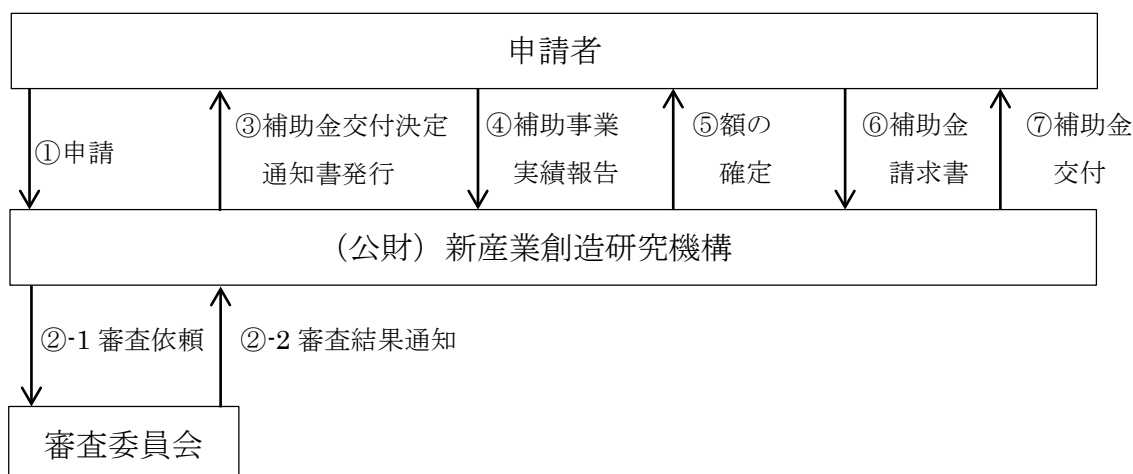 申請者
①申請
③補助金交付決定
通知書発行
④補助事業
実績報告
⑤額の
確定
⑥補助金
請求書
⑦補助金
交付
（公財）新産業創造研究機構
②-1 審査依頼
②-2 審査結果通知
審査委員会